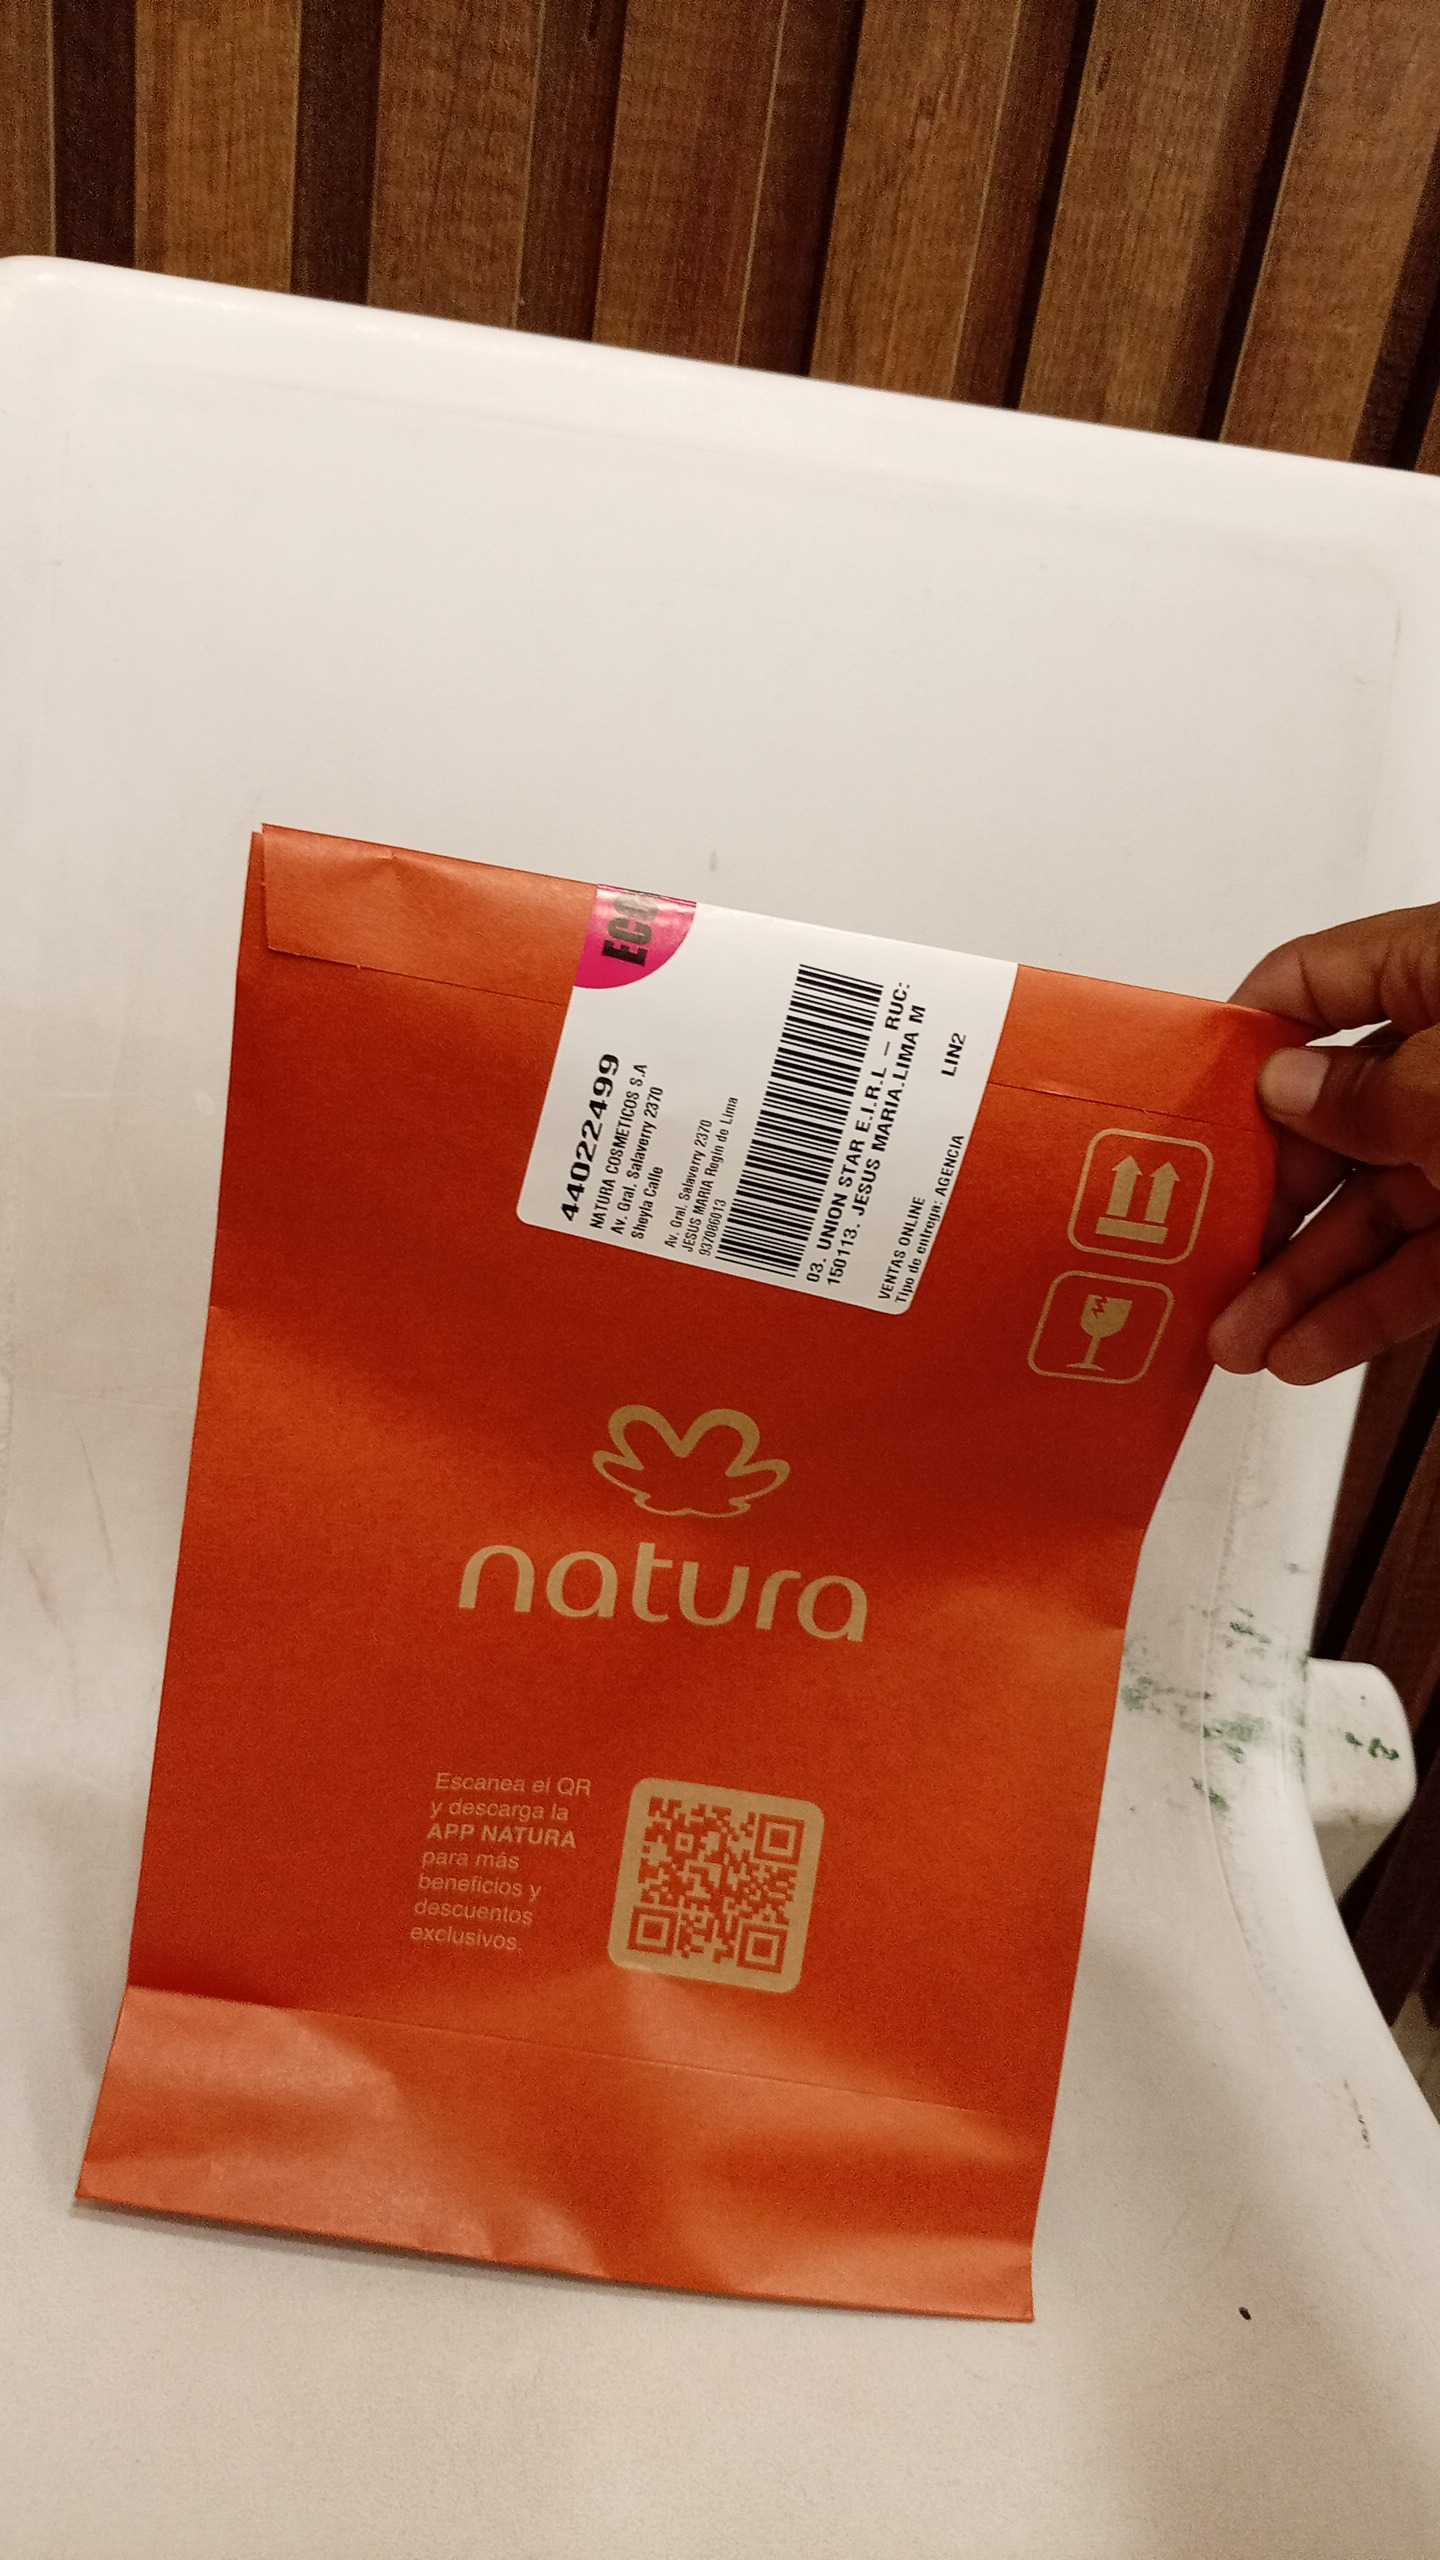 ECO
44022499
NATURA COSMETICOS S.A
Av. Gral. Salaverry 2370
Sheyla Calle
Av. Gral. Salaverry 2370
JESUS MARIA Regin de Lima
937086013
03. UNION STAR E.I.R.L – RUC:
150113. JESUS MARIA.LIMA M
LIN2
VENTAS ONLINE
Tipo de entrega: AGENCIA
natura
Escanea el QR
y descarga la
APP NATURA
para más
beneficios y
descuentos
exclusivos.